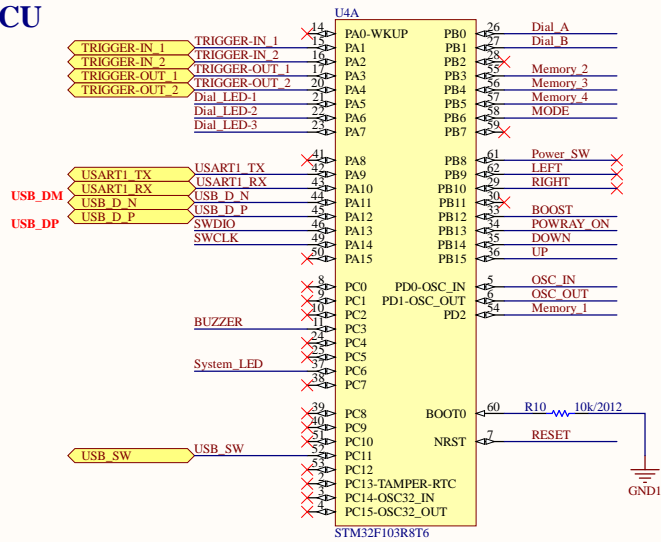 CU
U4A
14 PA0-WKUP PB0 26 Dial_A
TRIGGER-IN_1 TRIGGER-IN_1 15 PA1 PB1 27 Dial_B
TRIGGER-IN_2 TRIGGER-IN_2 16 PA2 PB2 28
TRIGGER-OUT_1 TRIGGER-OUT_1 17 PA3 PB3 55 Memory_2
TRIGGER-OUT_2 TRIGGER-OUT_2 20 PA4 PB4 56 Memory_3
Dial_LED-1 21 PA5 PB5 57 Memory_4
Dial_LED-2 22 PA6 PB6 58 MODE
Dial_LED-3 23 PA7 PB7 59
41 PA8 PB8 61 Power_SW
USART1_TX USART1_TX 42 PA9 PB9 62 LEFT
USB_DM USART1_RX USART1_RX 43 PA10 PB10 29 RIGHT
USB_D_N USB_D_N 44 PA11 PB11 30
USB_DP USB_D_P USB_D_P 45 PA12 PB12 33 BOOST
SWDIO 46 PA13 PB13 34 POWRAY_ON
SWCLK 49 PA14 PB14 35 DOWN
50 PA15 PB15 36 UP
8 PC0 PD0-OSC_IN 5 OSC_IN
9 PC1 PD1-OSC_OUT 6 OSC_OUT
10 PC2 PD2 54 Memory_1
BUZZER 11 PC3
24 PC4
25 PC5
System_LED 37 PC6
38 PC7
39 PC8 BOOT0 60 R10 10k/2012
40 PC9
51 PC10 NRST 7 RESET
USB_SW USB_SW 52 PC11
53 PC12
2 PC13-TAMPER-RTC
3 PC14-OSC32_IN
4 PC15-OSC32_OUT
GND1
STM32F103R8T6